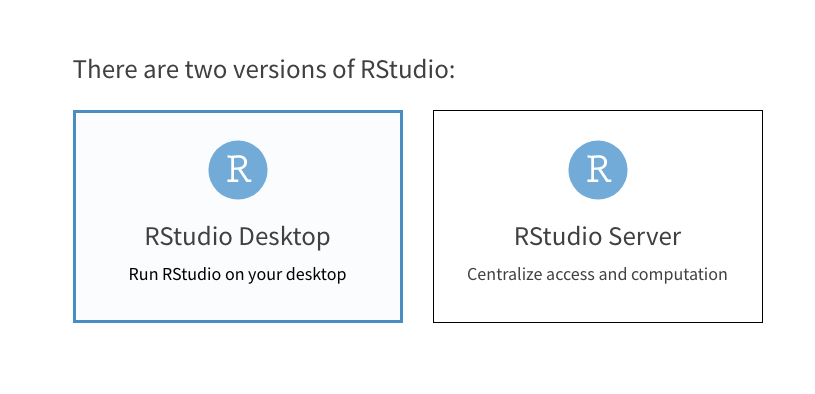 There are two versions of RStudio:
R
RStudio Desktop
Run RStudio on your desktop
R
RStudio Server
Centralize access and computation